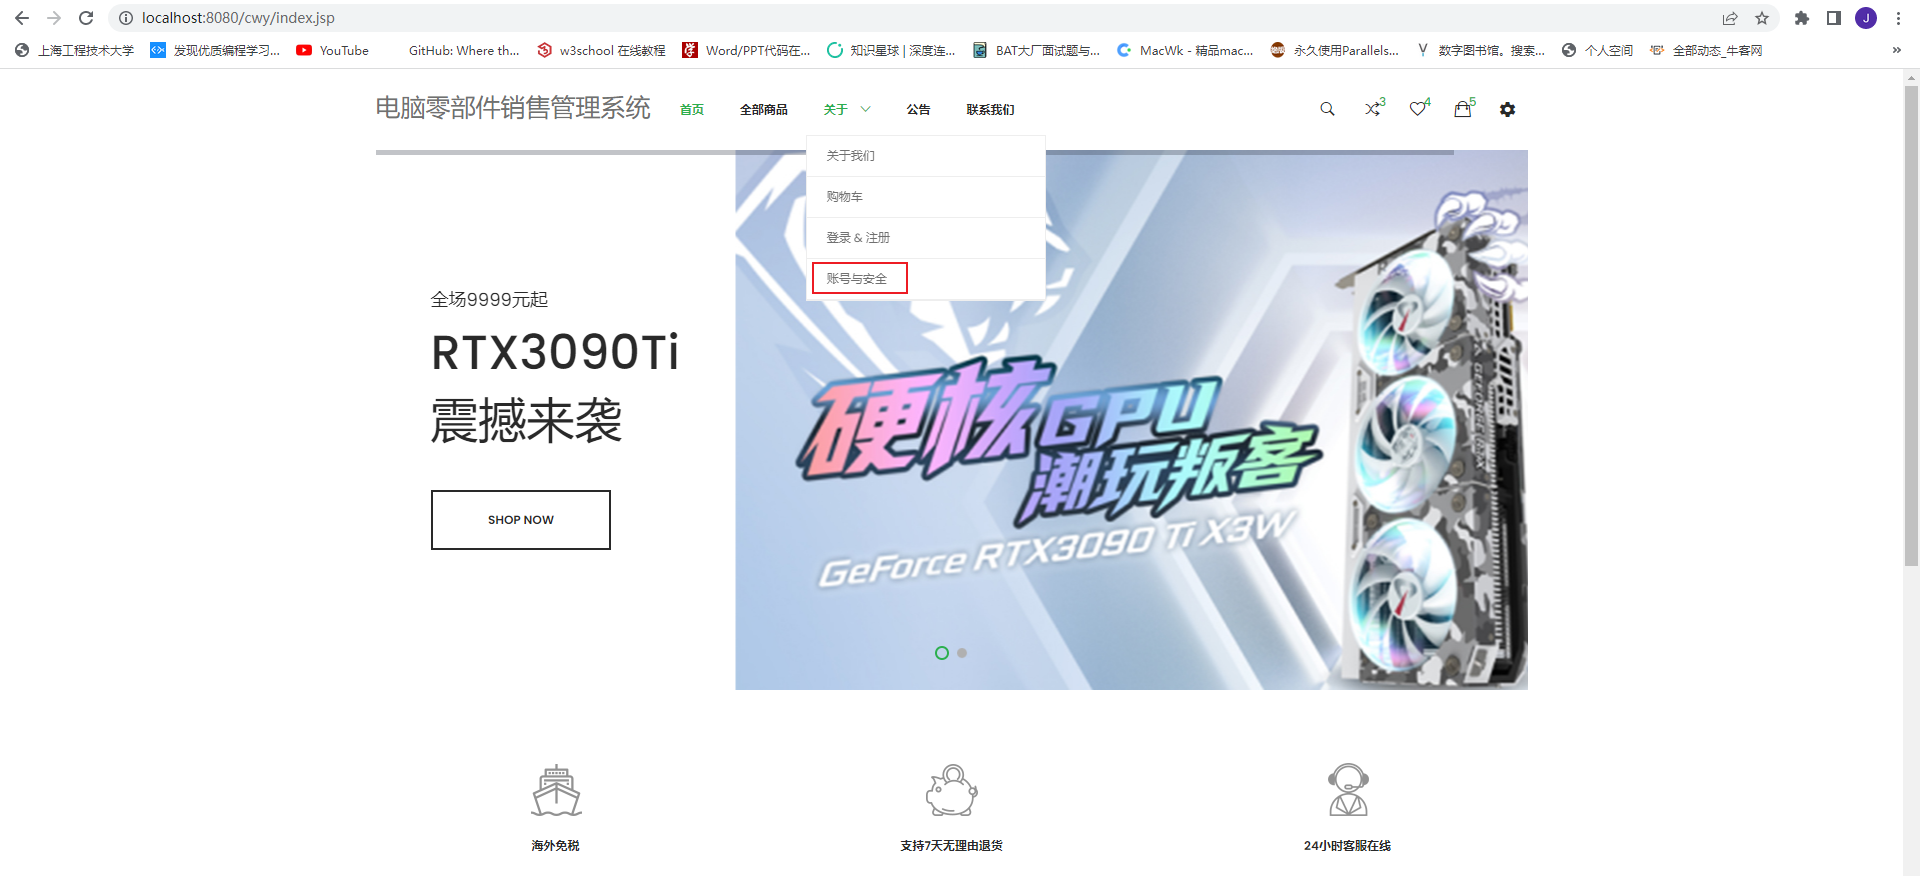 localhost:8080/cwy/index.jsp
J
上海工程技术大学
发现优质编程学习...
YouTube
GitHub: Where th...
w3school 在线教程
Word/PPT代码在...
知识星球 | 深度连...
BAT大厂面试题与...
MacWk - 精品mac...
永久使用Parallels...
数字图书馆。搜索...
个人空间
全部动态_牛客网
»
电脑零部件销售管理系统
首页
全部商品
关于
公告
联系我们
3
4
5
关于我们
购物车
登录 & 注册
账号与安全
全场9999元起
RTX3090Ti
震撼来袭
SHOP NOW
硬核GPU
潮玩叛客
GeForce RTX3090 Ti X3W
海外免税
支持7天无理由退货
24小时客服在线